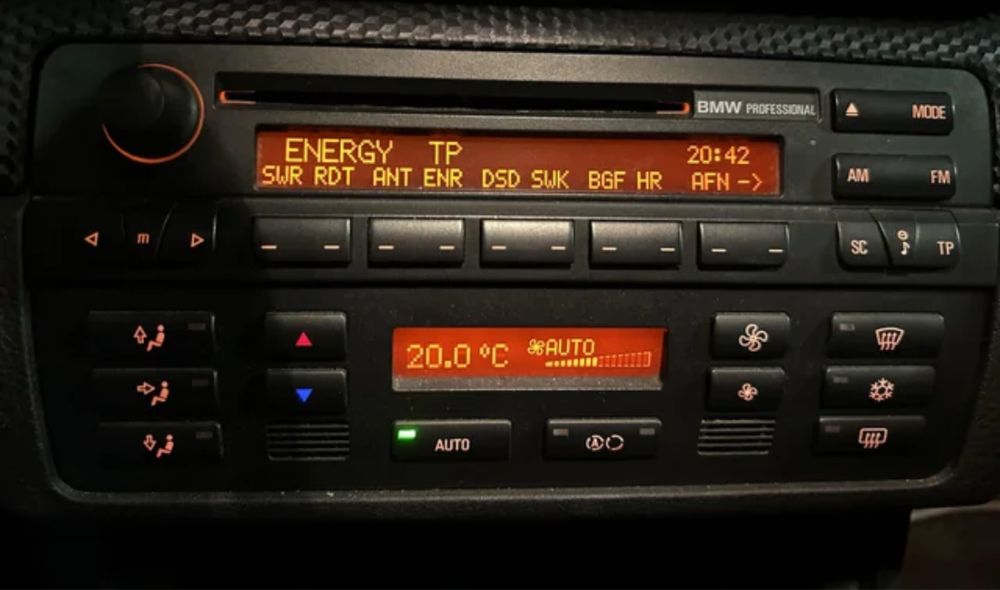 BMW PROFESSIONAL
MODE
ENERGY TP 20:42
SWR RDT ANT ENR DSD SWK BGF HR AFN ->
AM FM
m
SC TP
20.0 °C AUTO
AUTO A